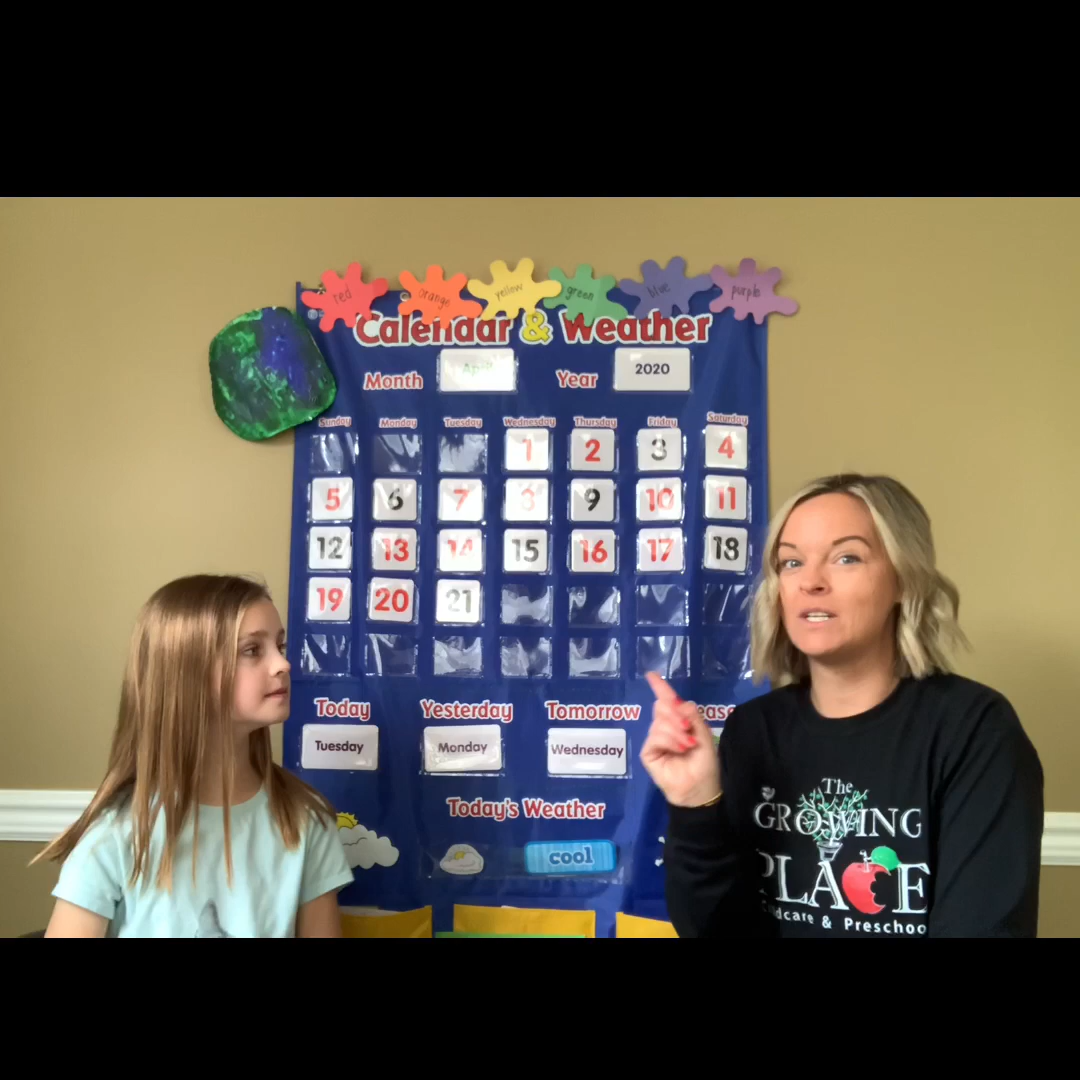 red orange yellow green blue purple
Calendar & Weather
Month April Year 2020
Sunday Monday Tuesday Wednesday Thursday Friday Saturday
1 2 3 4
5 6 7 8 9 10 11
12 13 14 15 16 17 18
19 20 21
Today Yesterday Tomorrow
Tuesday Monday Wednesday
Today's Weather
cool
The
GROWING
PLACE
& Preschoo